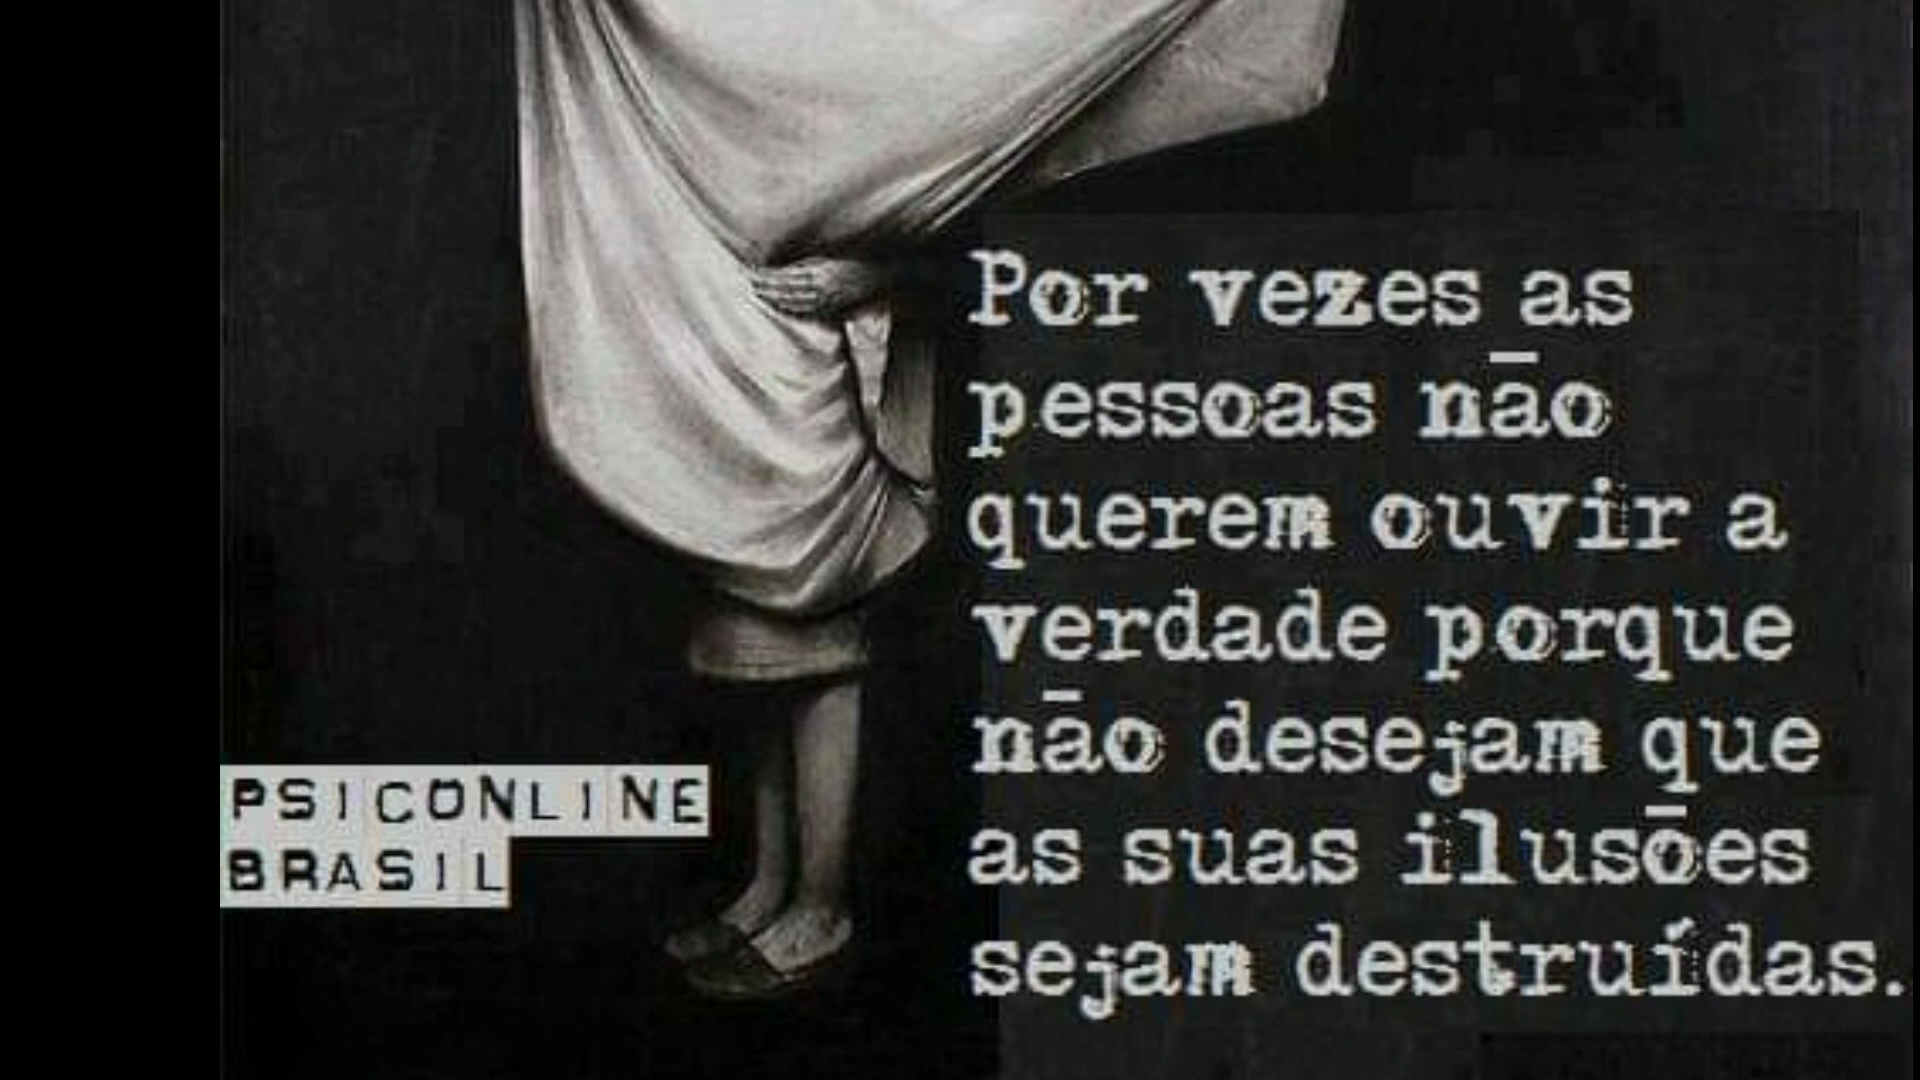 Por vezes as
pessoas não
querem ouvir a
verdade porque
não desejam que
as suas ilusões
sejam destruídas.
PSICONLINE
BRASIL